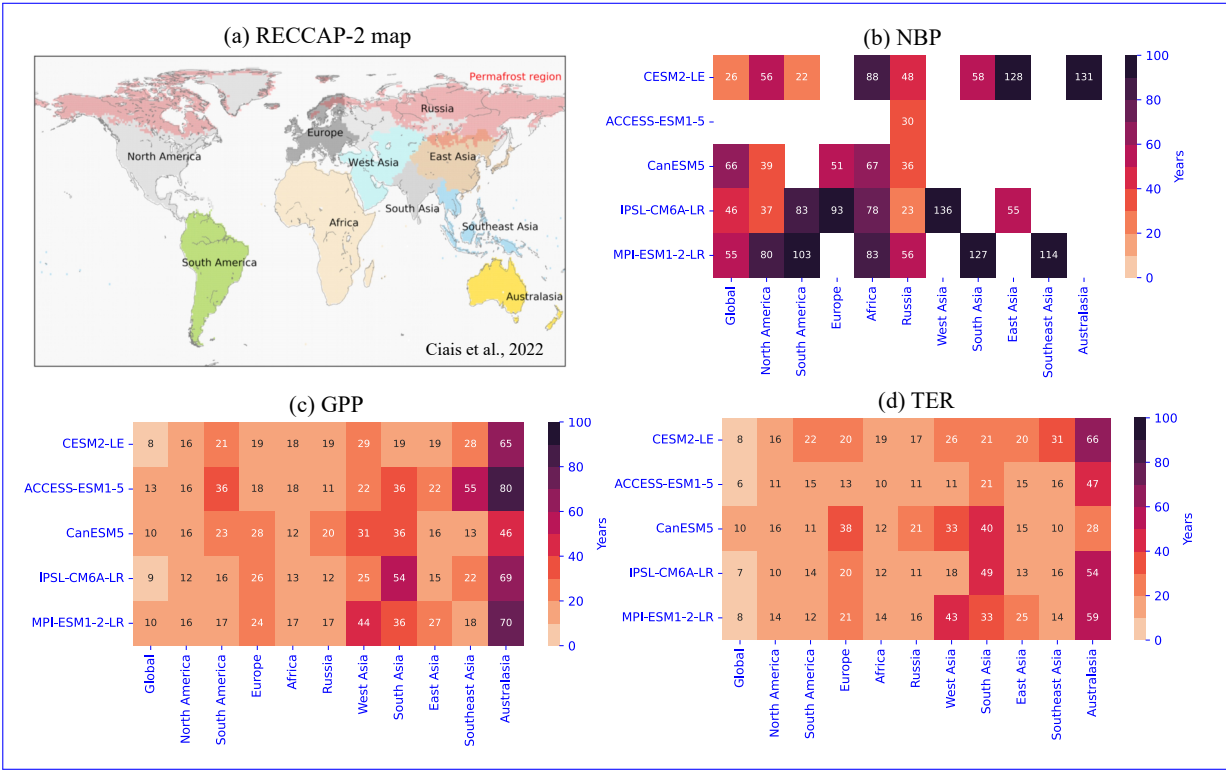 (a) RECCAP-2 map
Permafrost region
Russia
Europe
North America
West Asia
East Asia
South Asia
Africa
Southeast Asia
South America
Australasia
Ciais et al., 2022
(b) NBP
CESM2-LE 26 56 22 88 48 58 128 131
ACCESS-ESM1-5 30
CanESM5 66 39 51 67 36
IPSL-CM6A-LR 46 37 83 93 78 23 136 55
MPI-ESM1-2-LR 55 80 103 83 56 127 114
Global
North America
South America
Europe
Africa
Russia
West Asia
South Asia
East Asia
Southeast Asia
Australasia
100
80
60
40
20
0
Years
(c) GPP
CESM2-LE 8 16 21 19 18 19 29 19 19 28 65
ACCESS-ESM1-5 13 16 36 18 18 11 22 36 22 55 80
CanESM5 10 16 23 28 12 20 31 36 16 13 46
IPSL-CM6A-LR 9 12 16 26 13 12 25 54 15 22 69
MPI-ESM1-2-LR 10 16 17 24 17 17 44 36 27 18 70
Global
North America
South America
Europe
Africa
Russia
West Asia
South Asia
East Asia
Southeast Asia
Australasia
100
80
60
40
20
0
Years
(d) TER
CESM2-LE 8 16 22 20 19 17 26 21 20 31 66
ACCESS-ESM1-5 6 11 15 13 10 11 11 21 15 16 47
CanESM5 10 16 11 38 12 21 33 40 15 10 28
IPSL-CM6A-LR 7 10 14 20 12 11 18 49 13 16 54
MPI-ESM1-2-LR 8 14 12 21 14 16 43 33 25 14 59
Global
North America
South America
Europe
Africa
Russia
West Asia
South Asia
East Asia
Southeast Asia
Australasia
100
80
60
40
20
0
Years